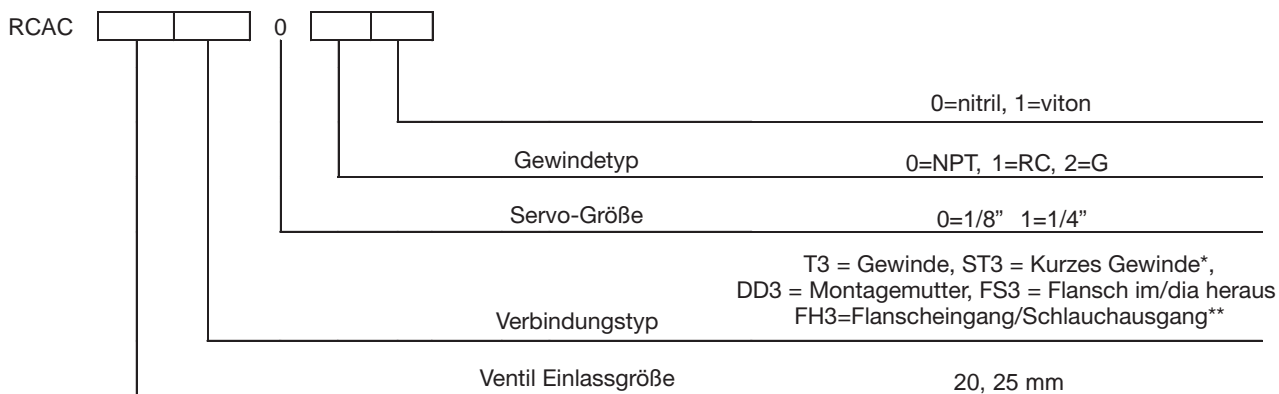 RCAC 0
0=nitril, 1=viton
Gewindetyp 0=NPT, 1=RC, 2=G
Servo-Größe 0=1/8” 1=1/4”
T3 = Gewinde, ST3 = Kurzes Gewinde*,
DD3 = Montagemutter, FS3 = Flansch im/dia heraus
Verbindungstyp FH3=Flanscheingang/Schlauchausgang**
Ventil Einlassgröße 20, 25 mm